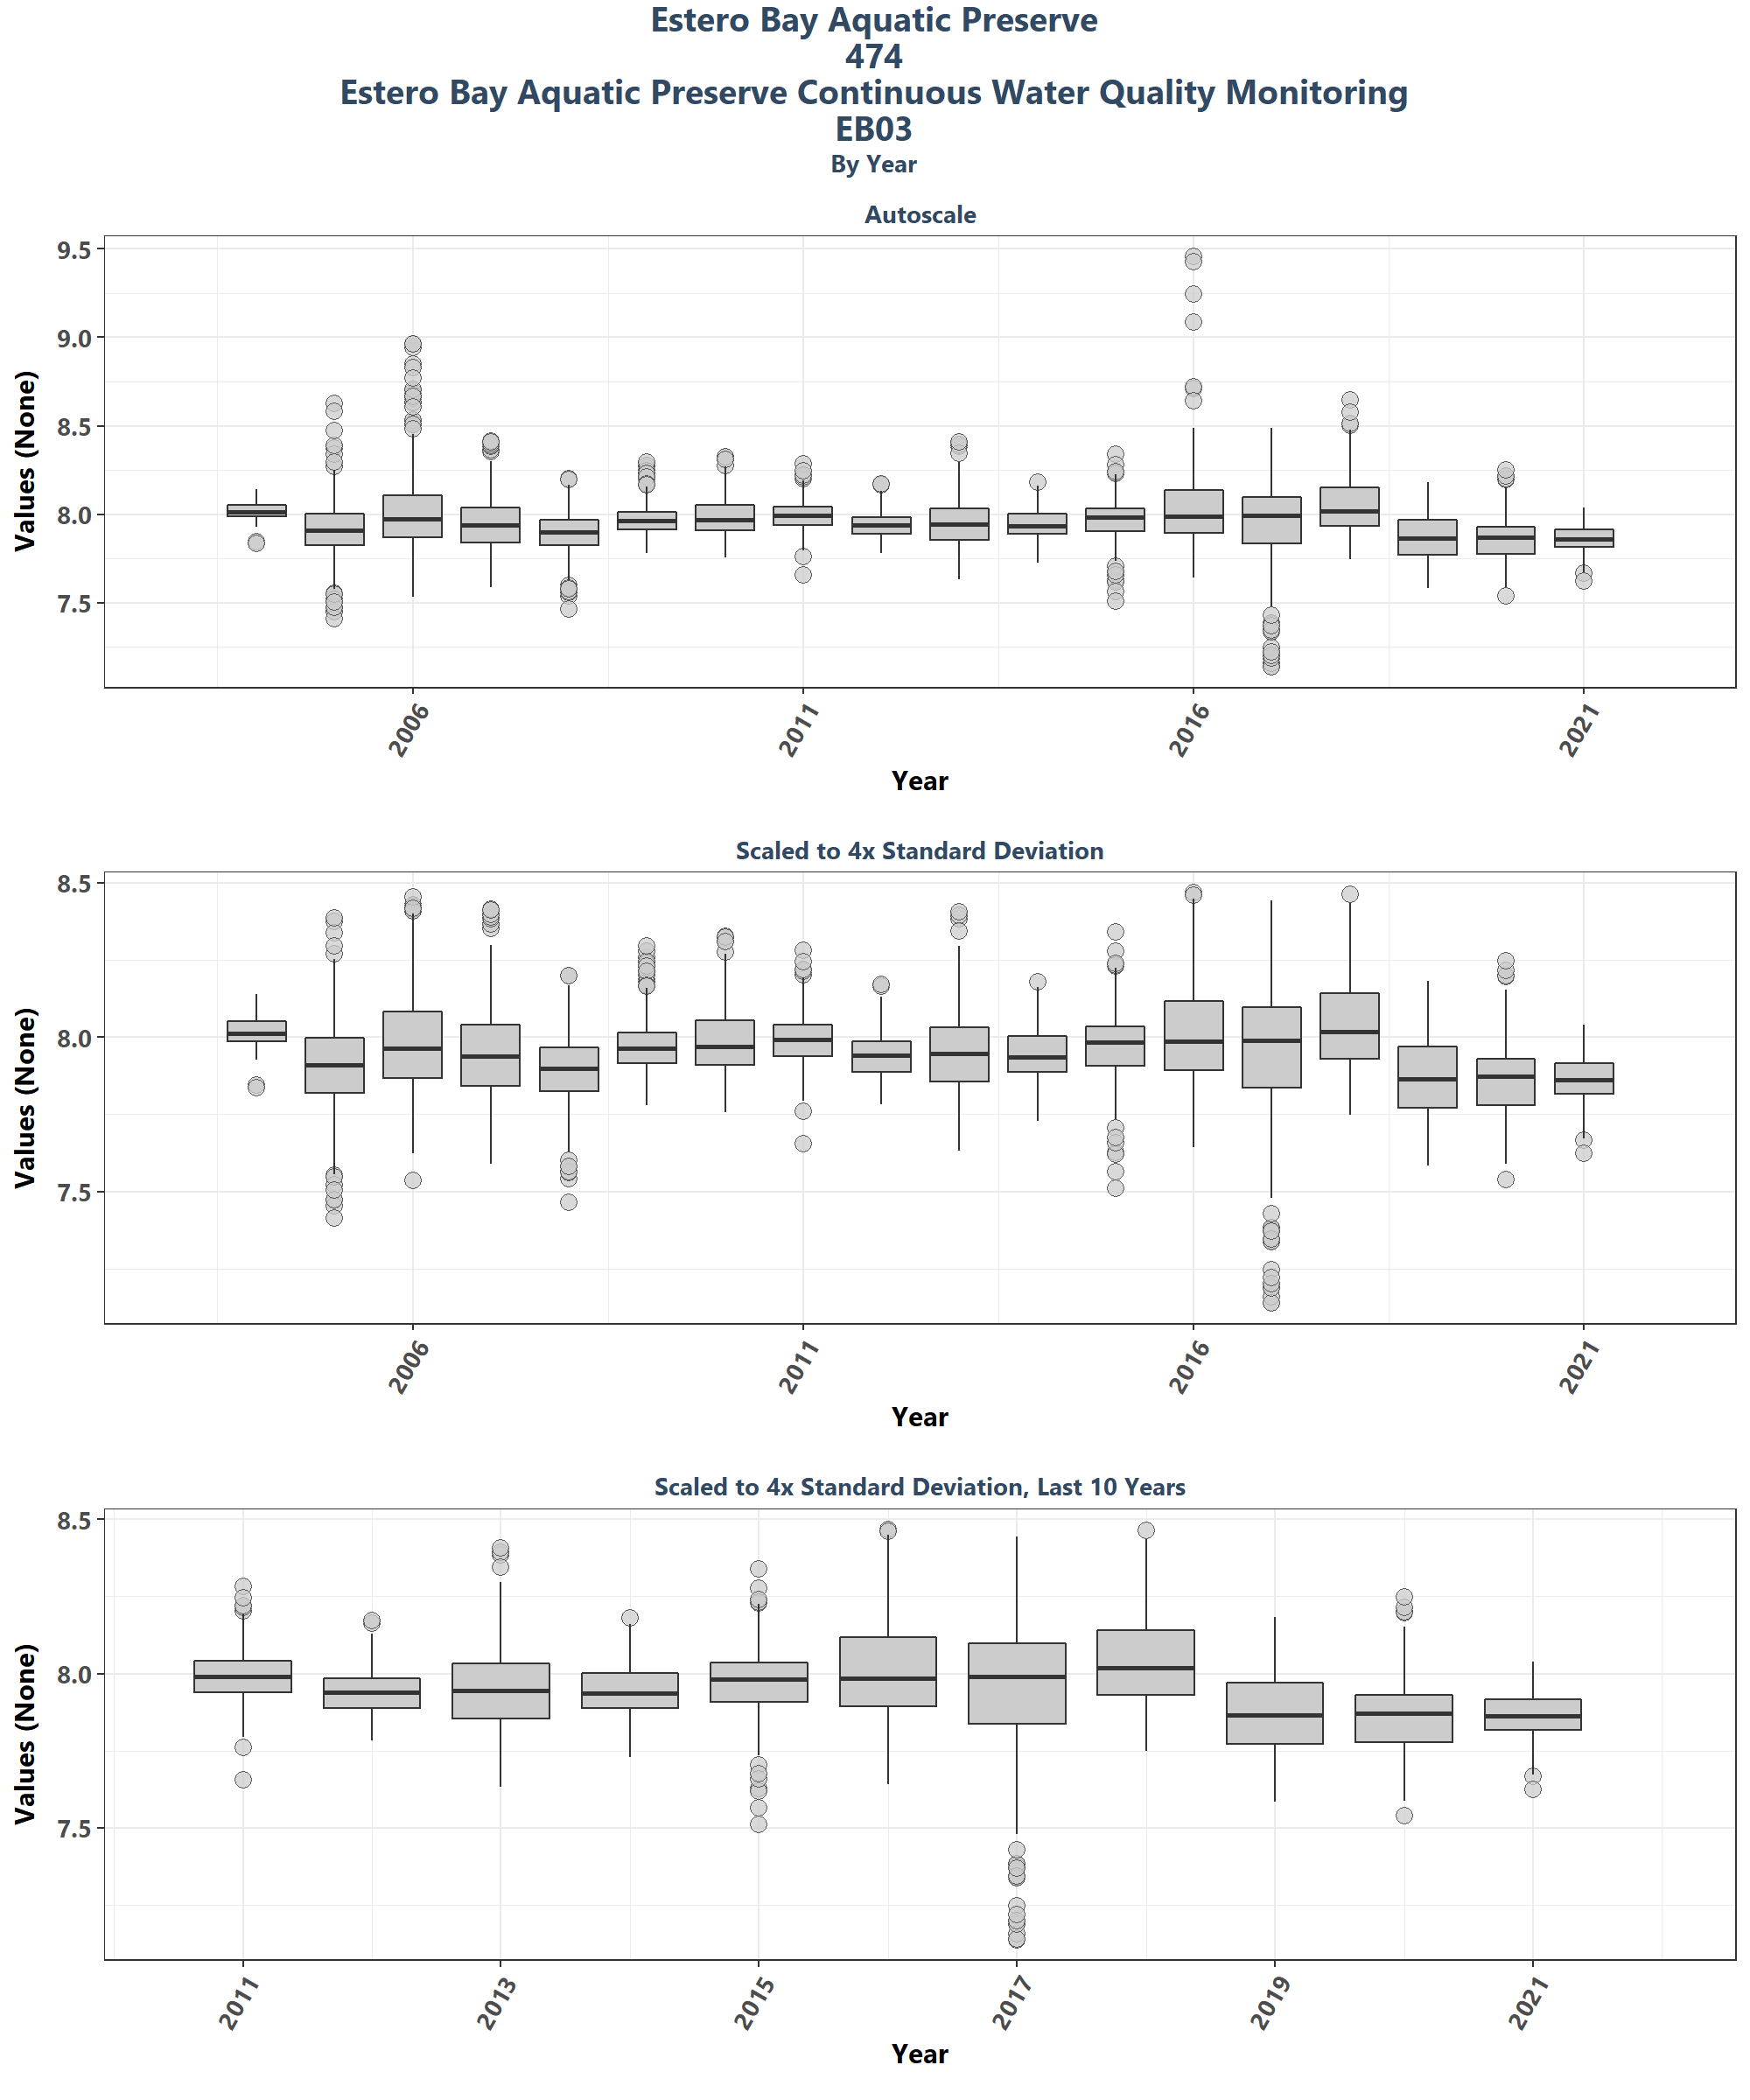 Estero Bay Aquatic Preserve
474
Estero Bay Aquatic Preserve Continuous Water Quality Monitoring
EB03
By Year
Autoscale
Values (None)
9.5
9.0
8.5
8.0
7.5
2006
2011
2016
2021
Year
Scaled to 4x Standard Deviation
Values (None)
8.5
8.0
7.5
2006
2011
2016
2021
Year
Scaled to 4x Standard Deviation, Last 10 Years
Values (None)
8.5
8.0
7.5
2011
2013
2015
2017
2019
2021
Year